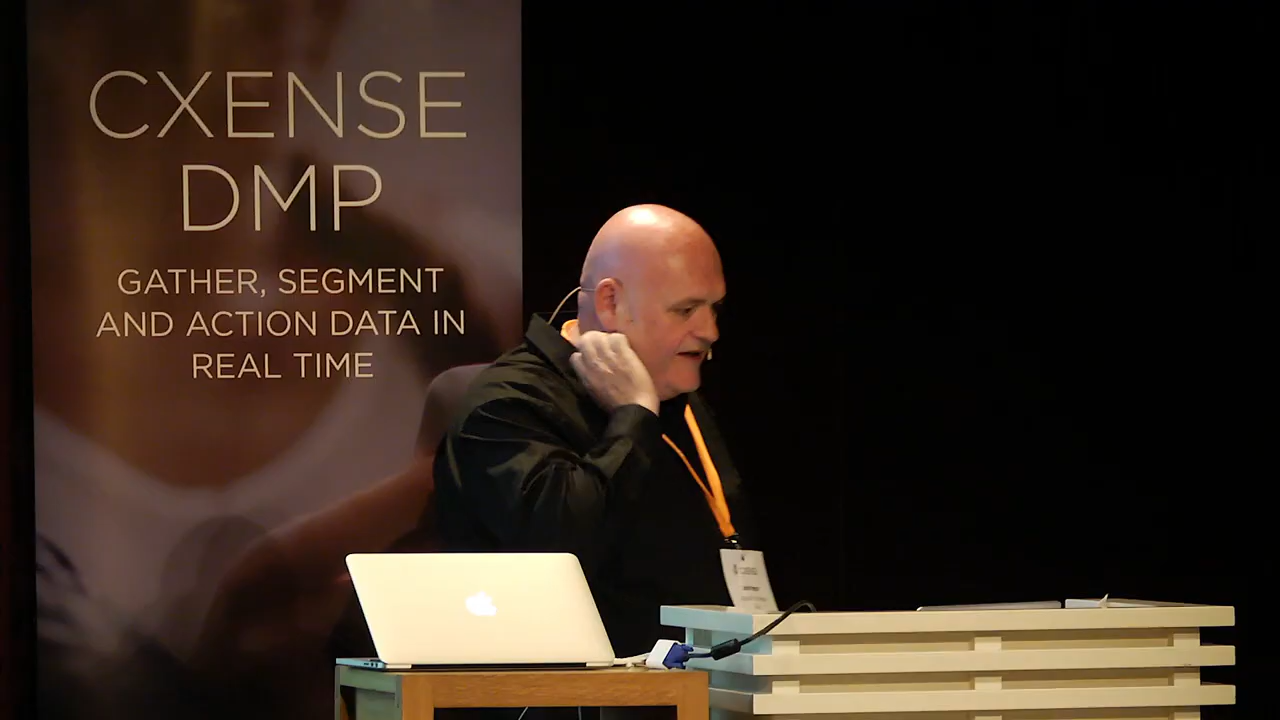 CXENSE
DMP
GATHER, SEGMENT
AND ACTION DATA IN
REAL TIME